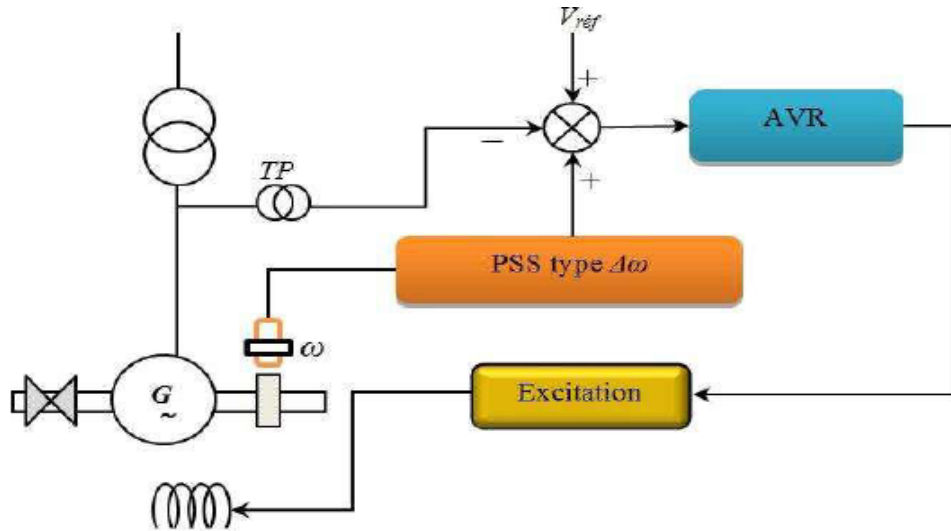 V_réf
+
AVR
TP
−
+
PSS type Δω
ω
G
~
Excitation